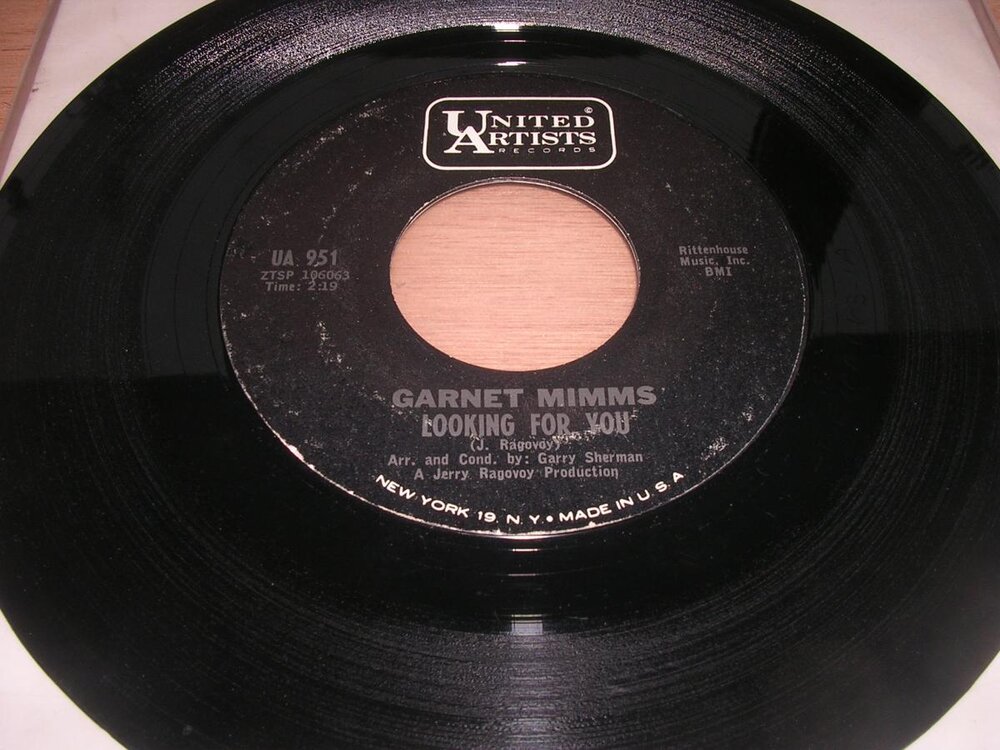 UNITED ©
ARTISTS
RECORDS
UA 951
ZTSP 106063
Time: 2:19
Rittenhouse
Music, Inc.
BMI
GARNET MIMMS
LOOKING FOR YOU
(J. Ragovoy)
Arr. and Cond. by: Garry Sherman
A Jerry Ragovoy Production
NEW YORK 19, N. Y. • MADE IN U. S. A.